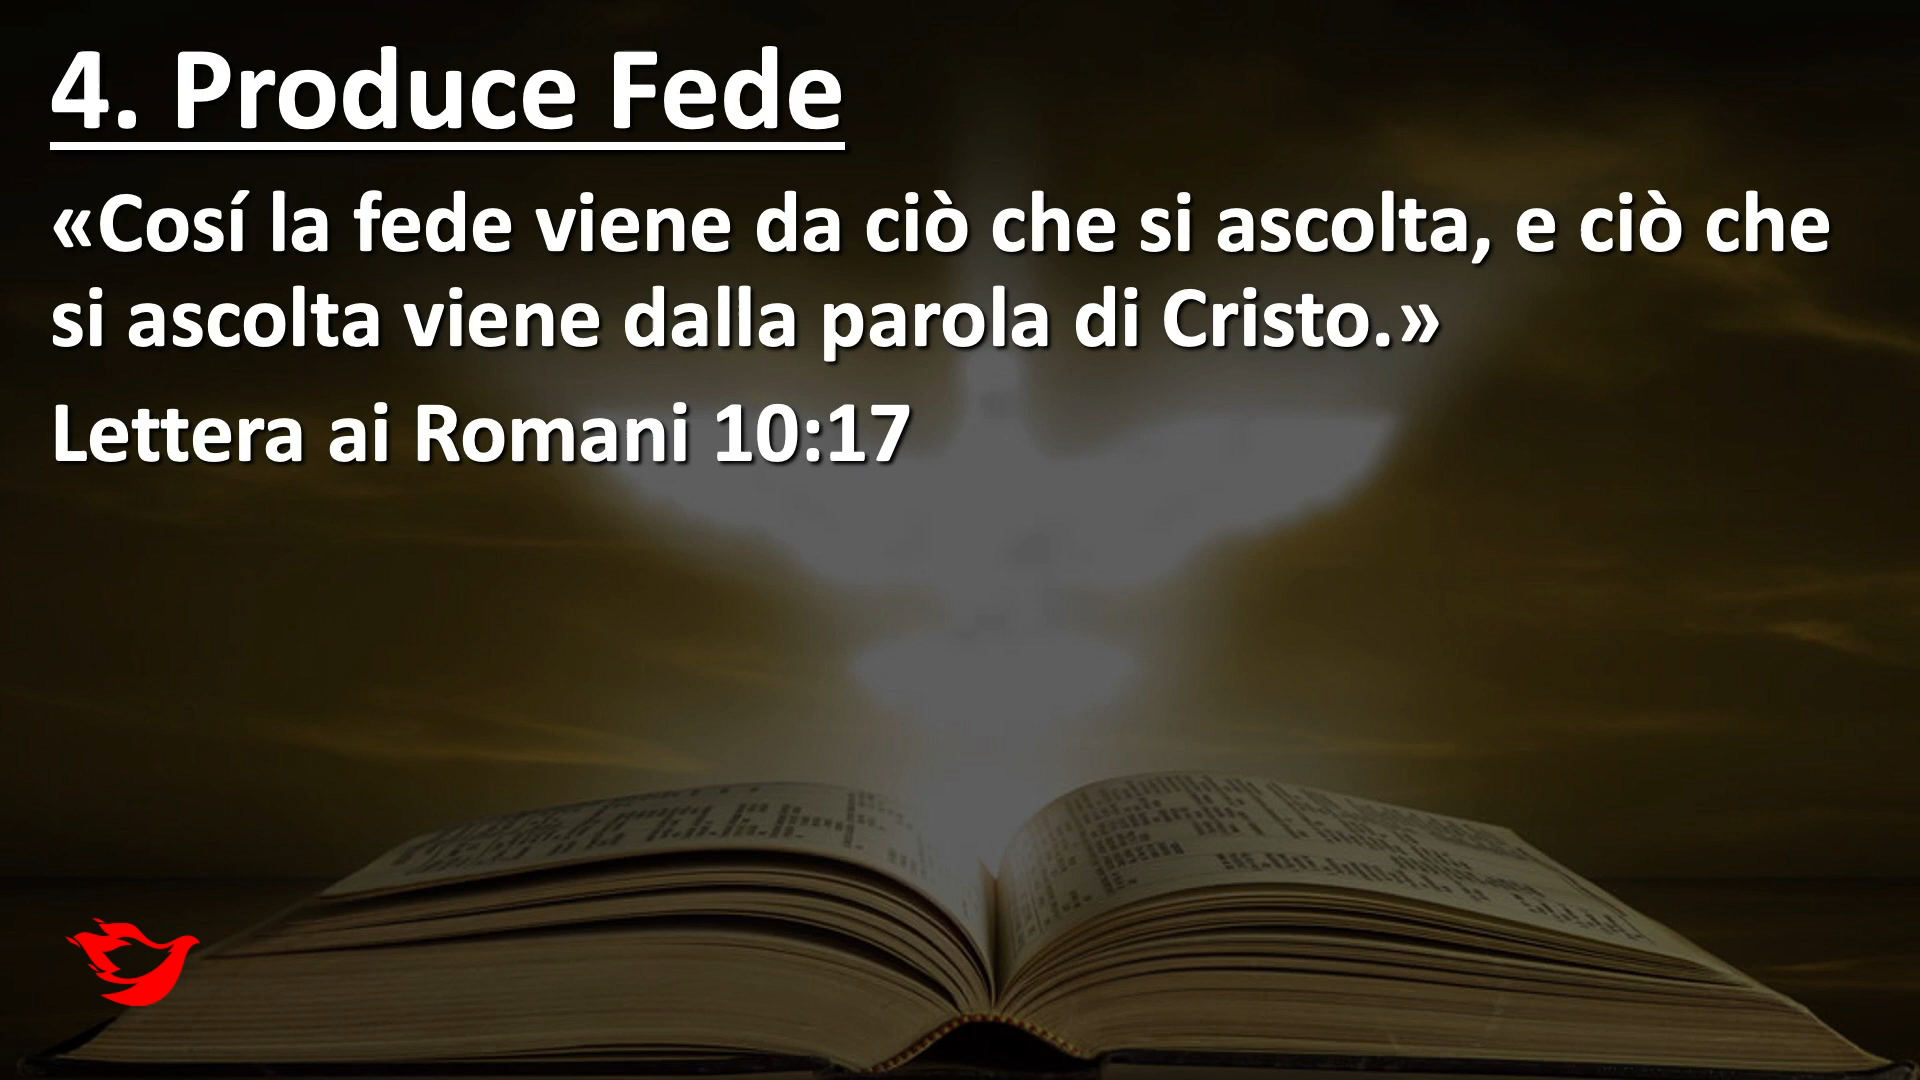 4. Produce Fede
«Cosí la fede viene da ciò che si ascolta, e ciò che
si ascolta viene dalla parola di Cristo.»
Lettera ai Romani 10:17